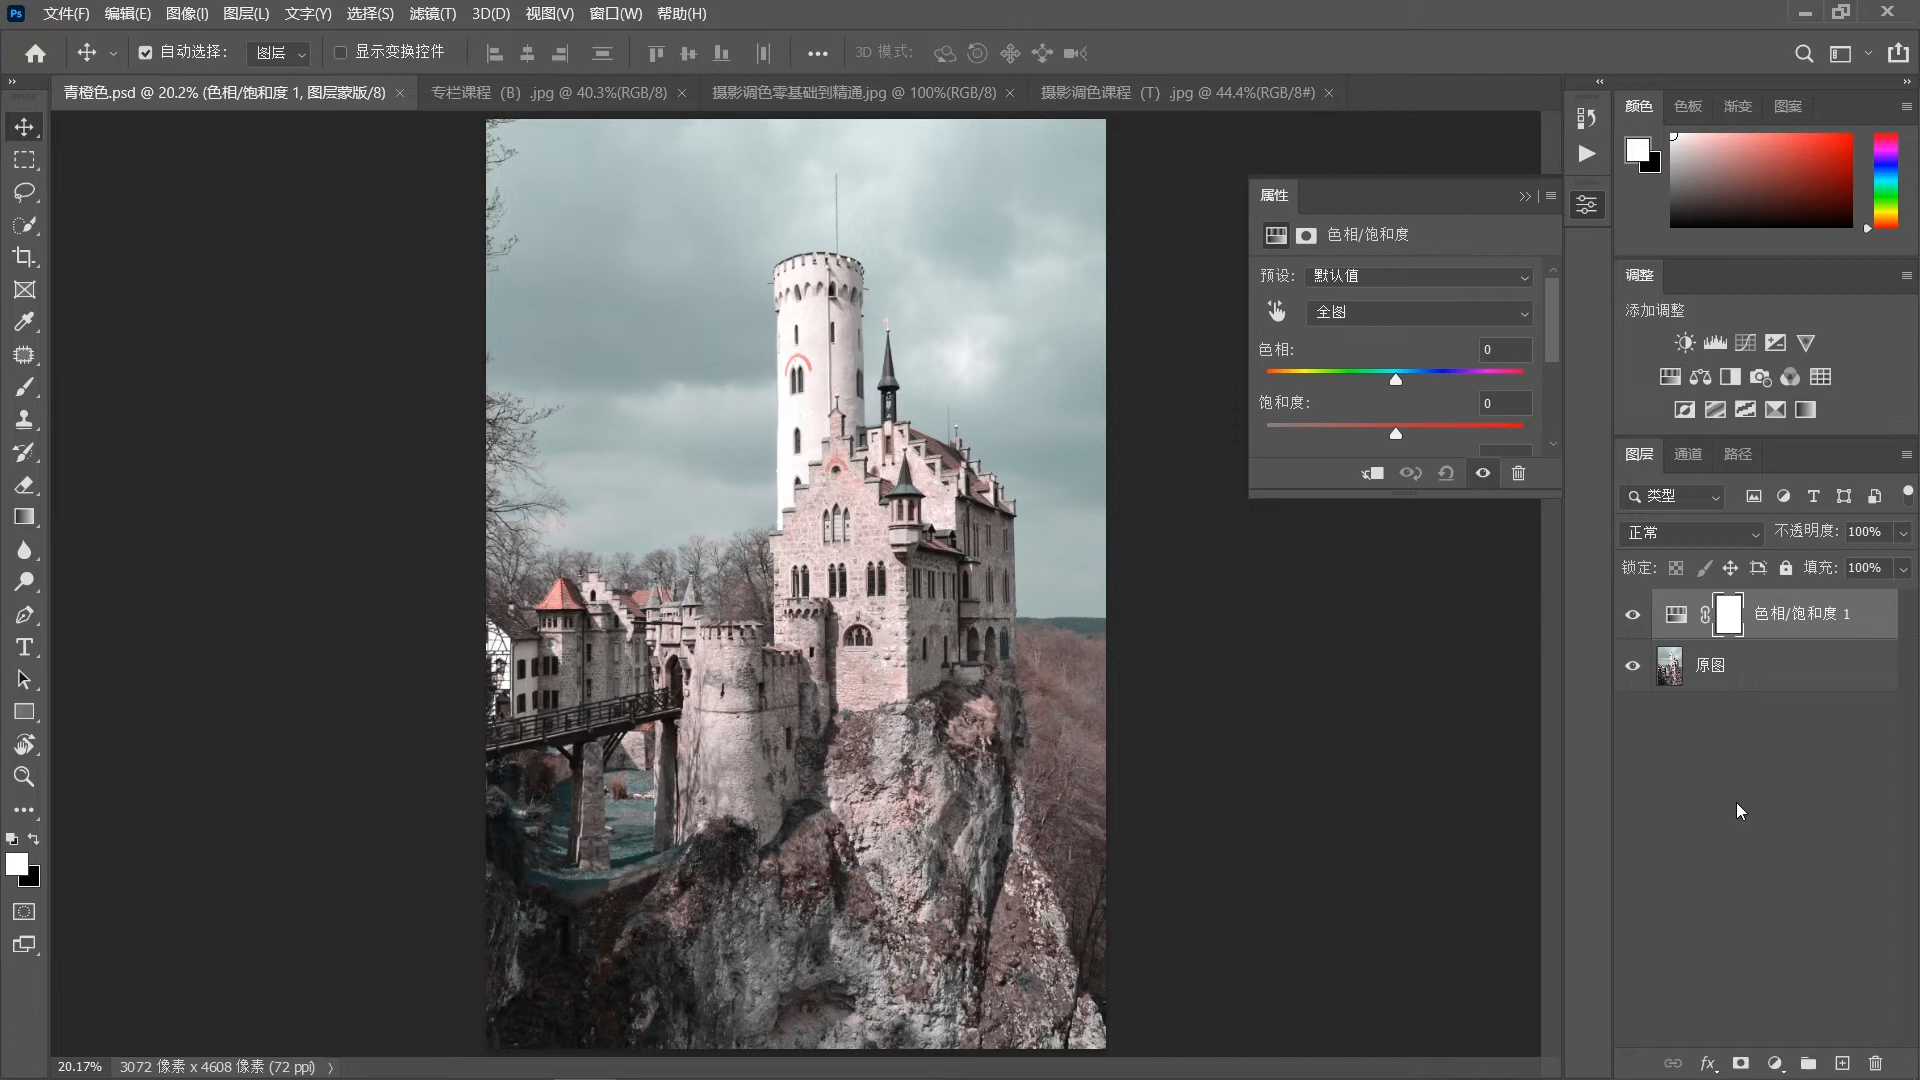 Ps 文件(F) 编辑(E) 图像(I) 图层(L) 文字(Y) 选择(S) 滤镜(T) 3D(D) 视图(V) 窗口(W) 帮助(H)
自动选择: 图层 显示变换控件 3D 模式:
青橙色.psd @ 20.2% (色相/饱和度 1, 图层蒙版/8) × 专栏课程 （B）.jpg @ 40.3%(RGB/8) × 摄影调色零基础到精通.jpg @ 100%(RGB/8) × 摄影调色课程 （T）.jpg @ 44.4%(RGB/8#) ×
颜色 色板 渐变 图案
属性
色相/饱和度
预设: 默认值
全图
色相: 0
饱和度: 0
调整
添加调整
图层 通道 路径
类型
正常 不透明度: 100%
锁定: 填充: 100%
色相/饱和度 1
原图
fx
20.17% 3072 像素 x 4608 像素 (72 ppi)